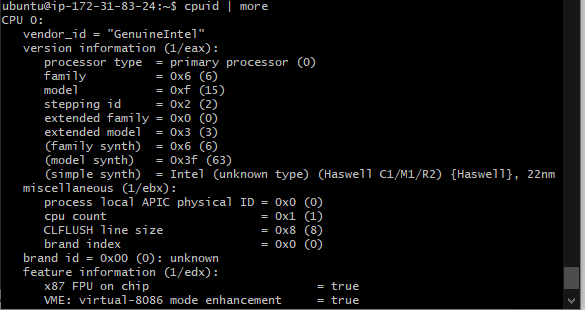 ubuntu@ip-172-31-83-24:~$ cpuid | more
CPU 0:
   vendor_id = "GenuineIntel"
   version information (1/eax):
      processor type  = primary processor (0)
      family          = 0x6 (6)
      model           = 0xf (15)
      stepping id     = 0x2 (2)
      extended family = 0x0 (0)
      extended model  = 0x3 (3)
      (family synth)  = 0x6 (6)
      (model synth)   = 0x3f (63)
      (simple synth)  = Intel (unknown type) (Haswell C1/M1/R2) {Haswell}, 22nm
   miscellaneous (1/ebx):
      process local APIC physical ID = 0x0 (0)
      cpu count                      = 0x1 (1)
      CLFLUSH line size              = 0x8 (8)
      brand index                    = 0x0 (0)
   brand id = 0x00 (0): unknown
   feature information (1/edx):
      x87 FPU on chip                        = true
      VME: virtual-8086 mode enhancement     = true